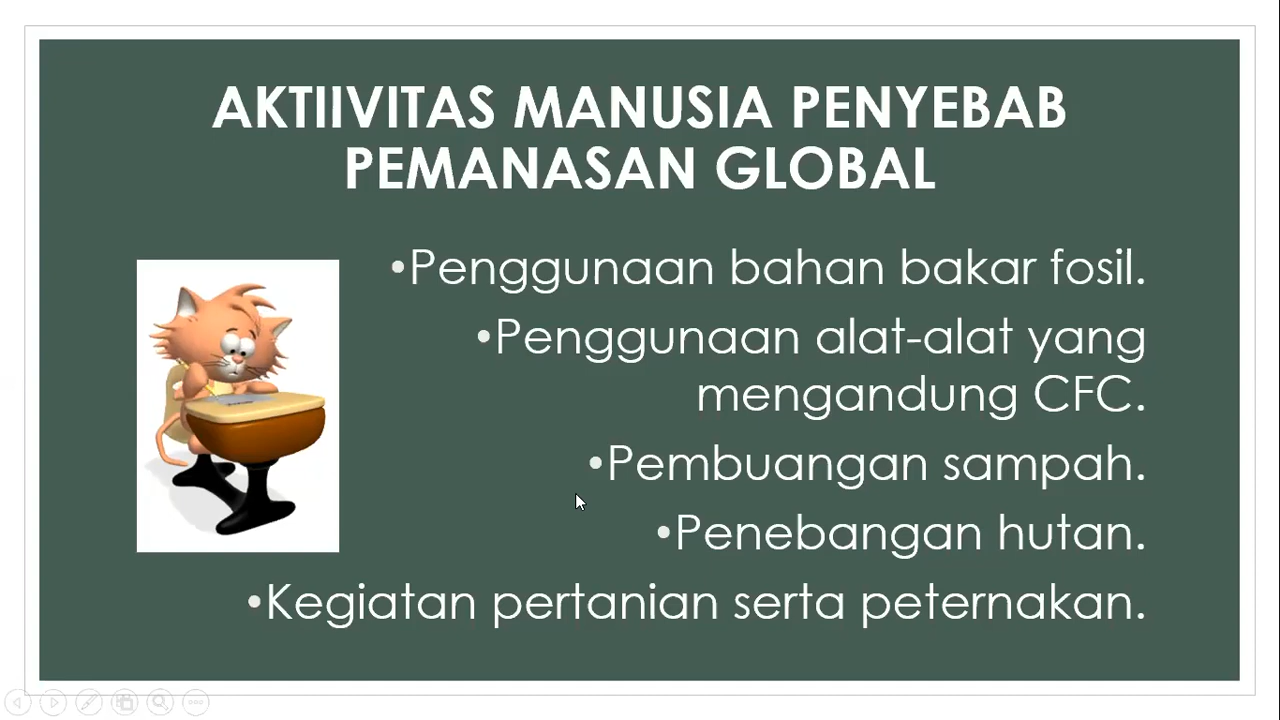 AKTIIVITAS MANUSIA PENYEBAB
PEMANASAN GLOBAL
•Penggunaan bahan bakar fosil.
•Penggunaan alat-alat yang
mengandung CFC.
•Pembuangan sampah.
•Penebangan hutan.
•Kegiatan pertanian serta peternakan.